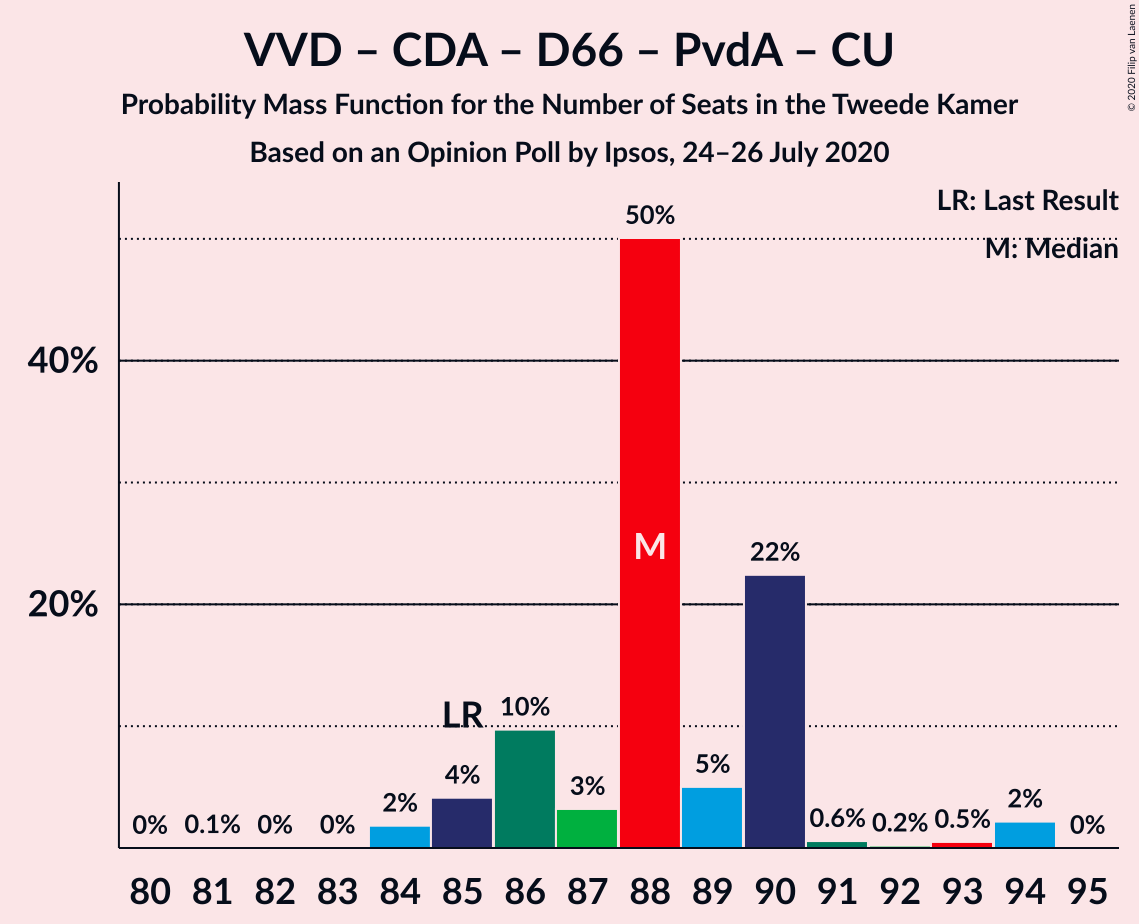 VVD – CDA – D66 – PvdA – CU
Probability Mass Function for the Number of Seats in the Tweede Kamer
Based on an Opinion Poll by Ipsos, 24–26 July 2020
© 2020 Filip van Laenen
LR: Last Result
M: Median
50%
40%
M
22%
20%
LR
10%
5%
4%
3%
2%
2%
0%
0.1%
0%
0%
0.6%
0.2%
0.5%
0%
80 81 82 83 84 85 86 87 88 89 90 91 92 93 94 95